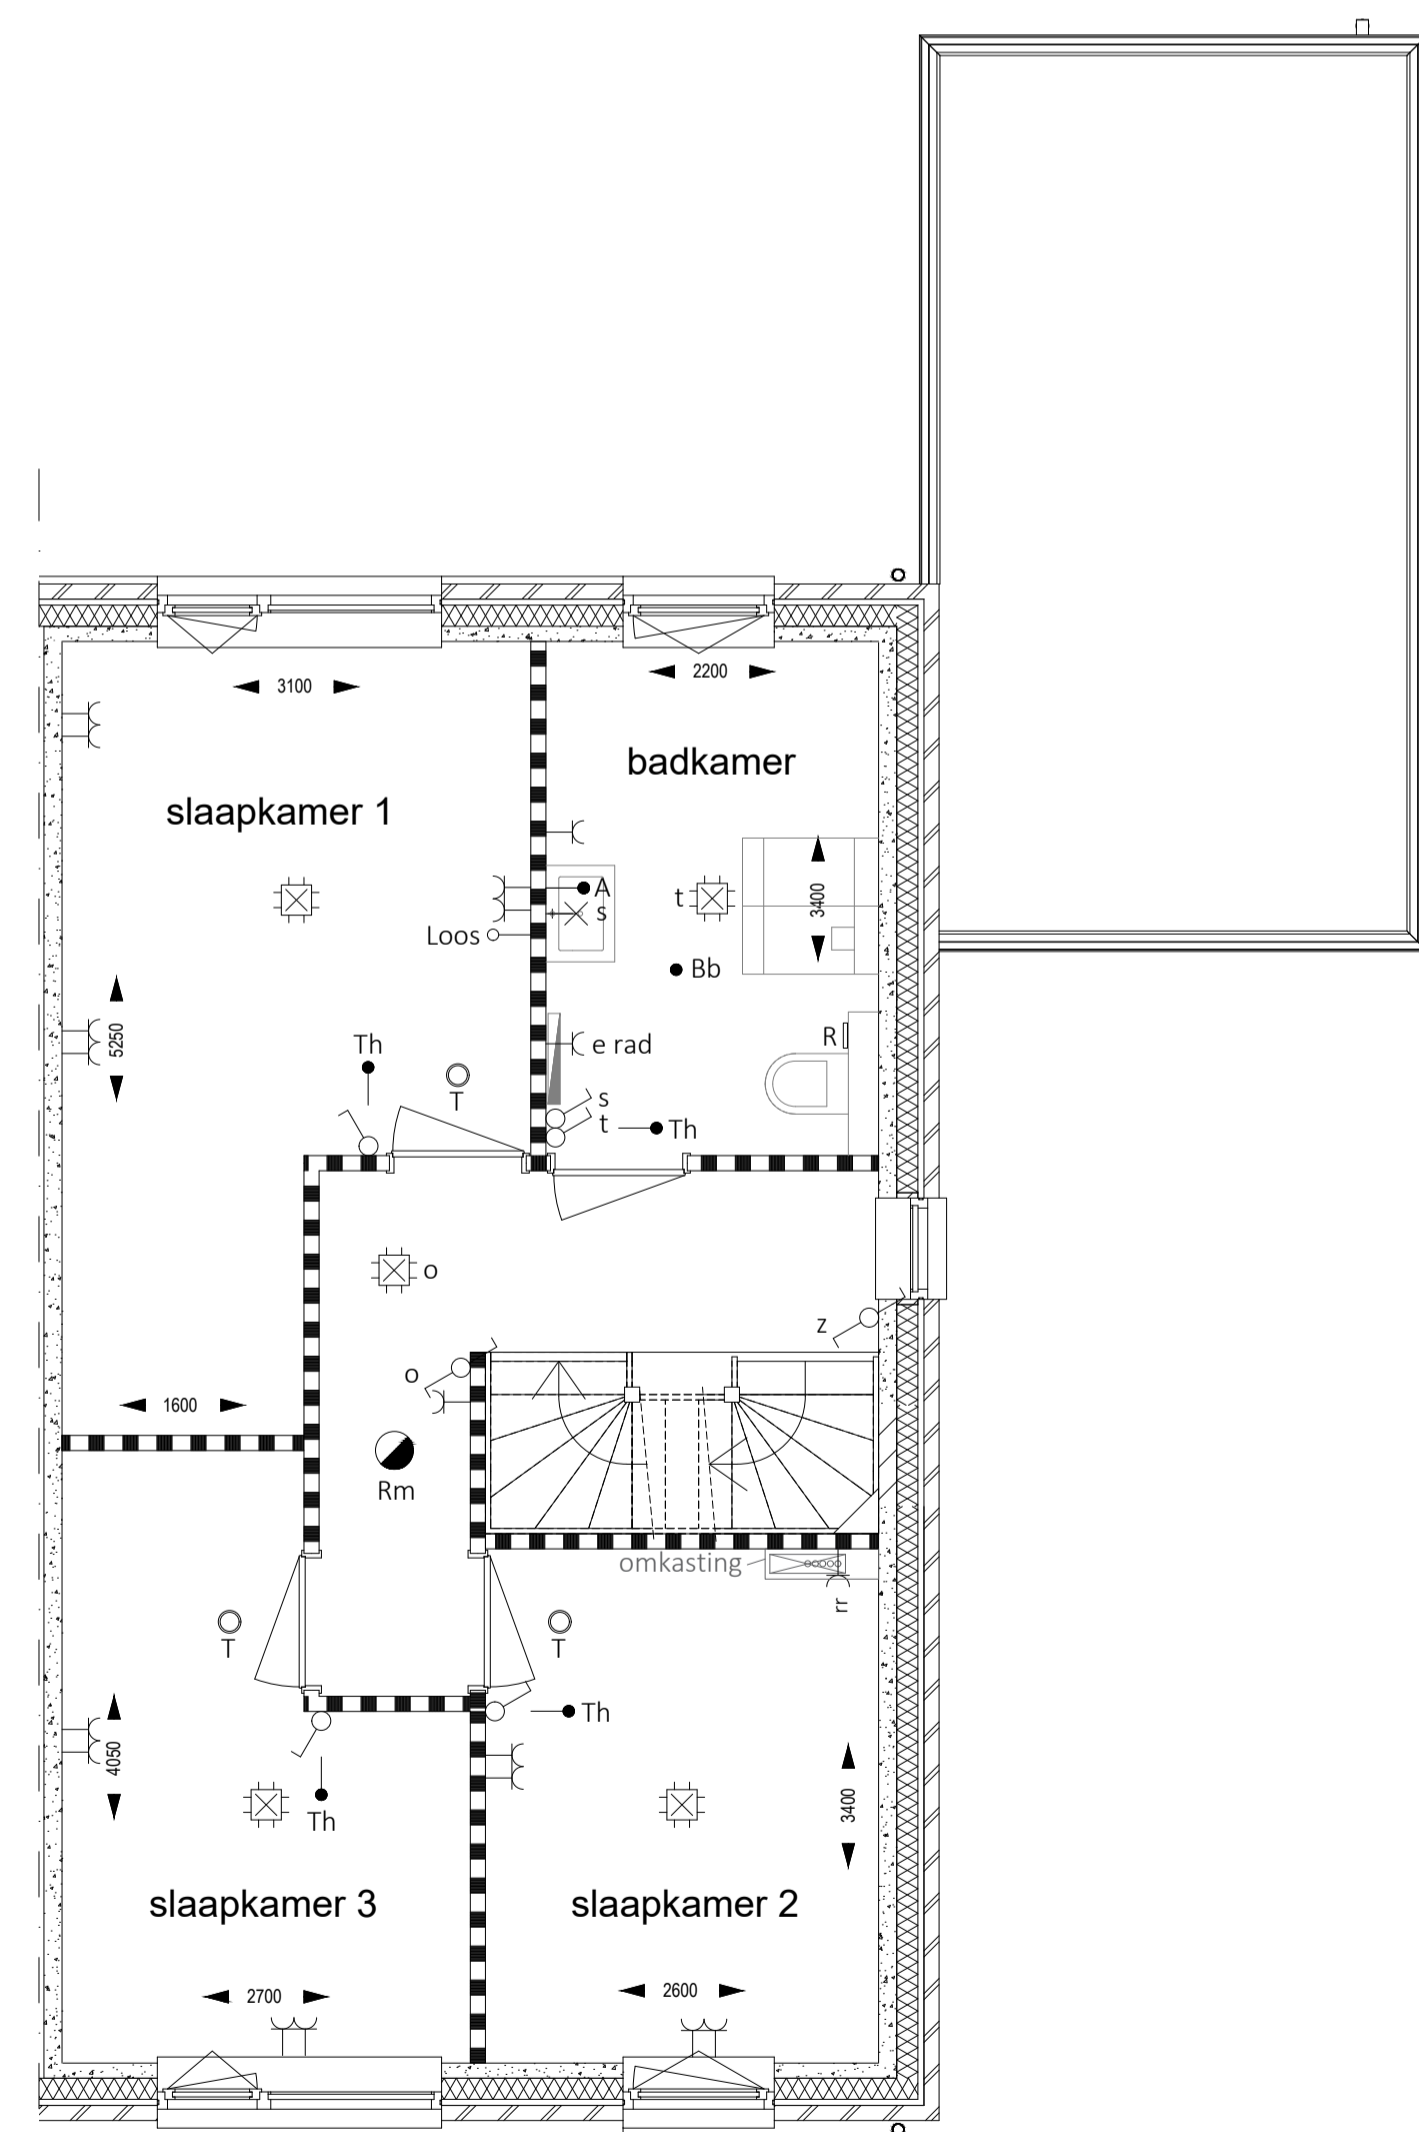 2200
3100
badkamer
slaapkamer 1
A
t
3400
s
Loos
Bb
5250
R
Th
e rad
T
s
t
Th
o
z
o
1600
Rm
omkasting
rr
T
T
Th
4050
3400
Th
slaapkamer 3
slaapkamer 2
2700
2600